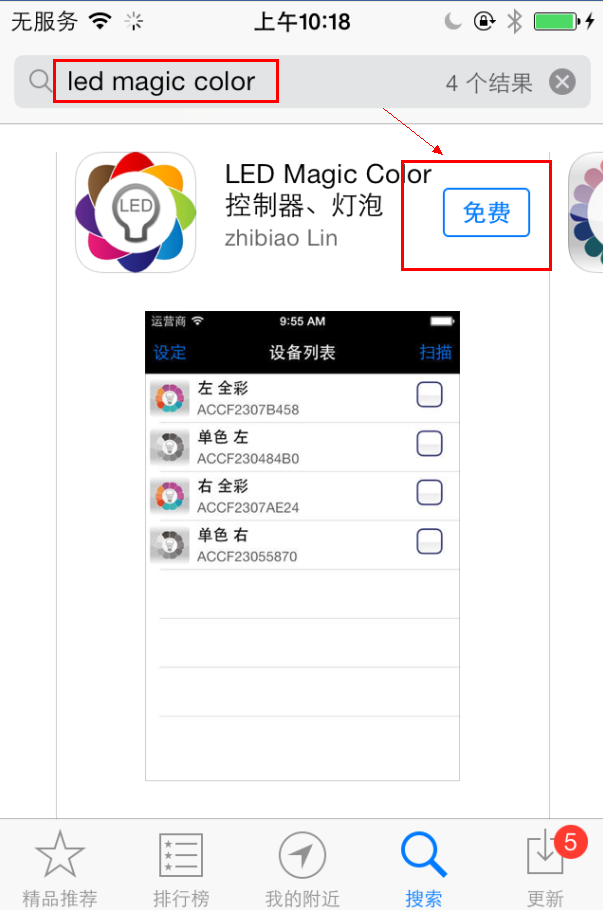 无服务 上午10:18
led magic color 4 个结果
LED
LED Magic Color
控制器、灯泡
zhibiao Lin
免费
运营商 9:55 AM
设定 设备列表 扫描
左 全彩
ACCF2307B458
单色 左
ACCF230484B0
右 全彩
ACCF2307AE24
单色 右
ACCF23055870
精品推荐 排行榜 我的附近 搜索 5 更新